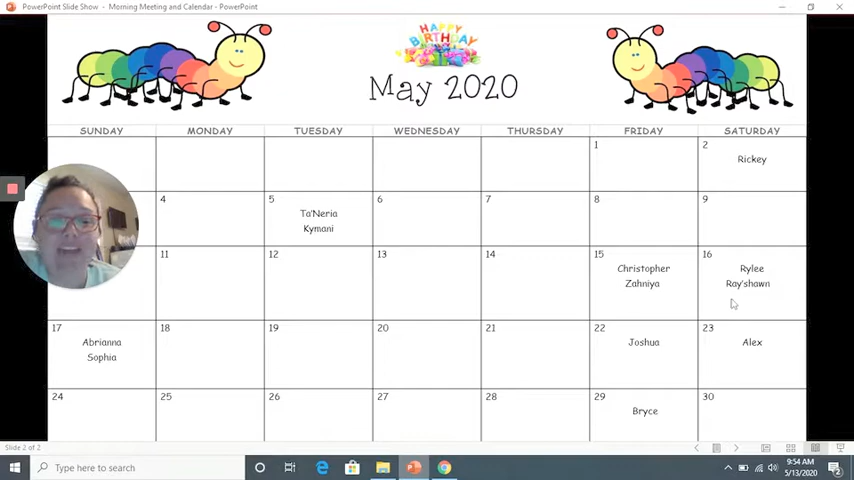 PowerPoint Slide Show - Morning Meeting and Calendar - PowerPoint
HAPPY
BIRTHDAY
May 2020
SUNDAY MONDAY TUESDAY WEDNESDAY THURSDAY FRIDAY SATURDAY
1 2
Rickey
4 5 6 7 8 9
Ta'Neria
Kymani
11 12 13 14 15 16
Christopher Rylee
Zahniya Ray'shawn
17 18 19 20 21 22 23
Abrianna Joshua Alex
Sophia
24 25 26 27 28 29 30
Bryce
Slide 2 of 2
Type here to search
9:54 AM
5/13/2020
2